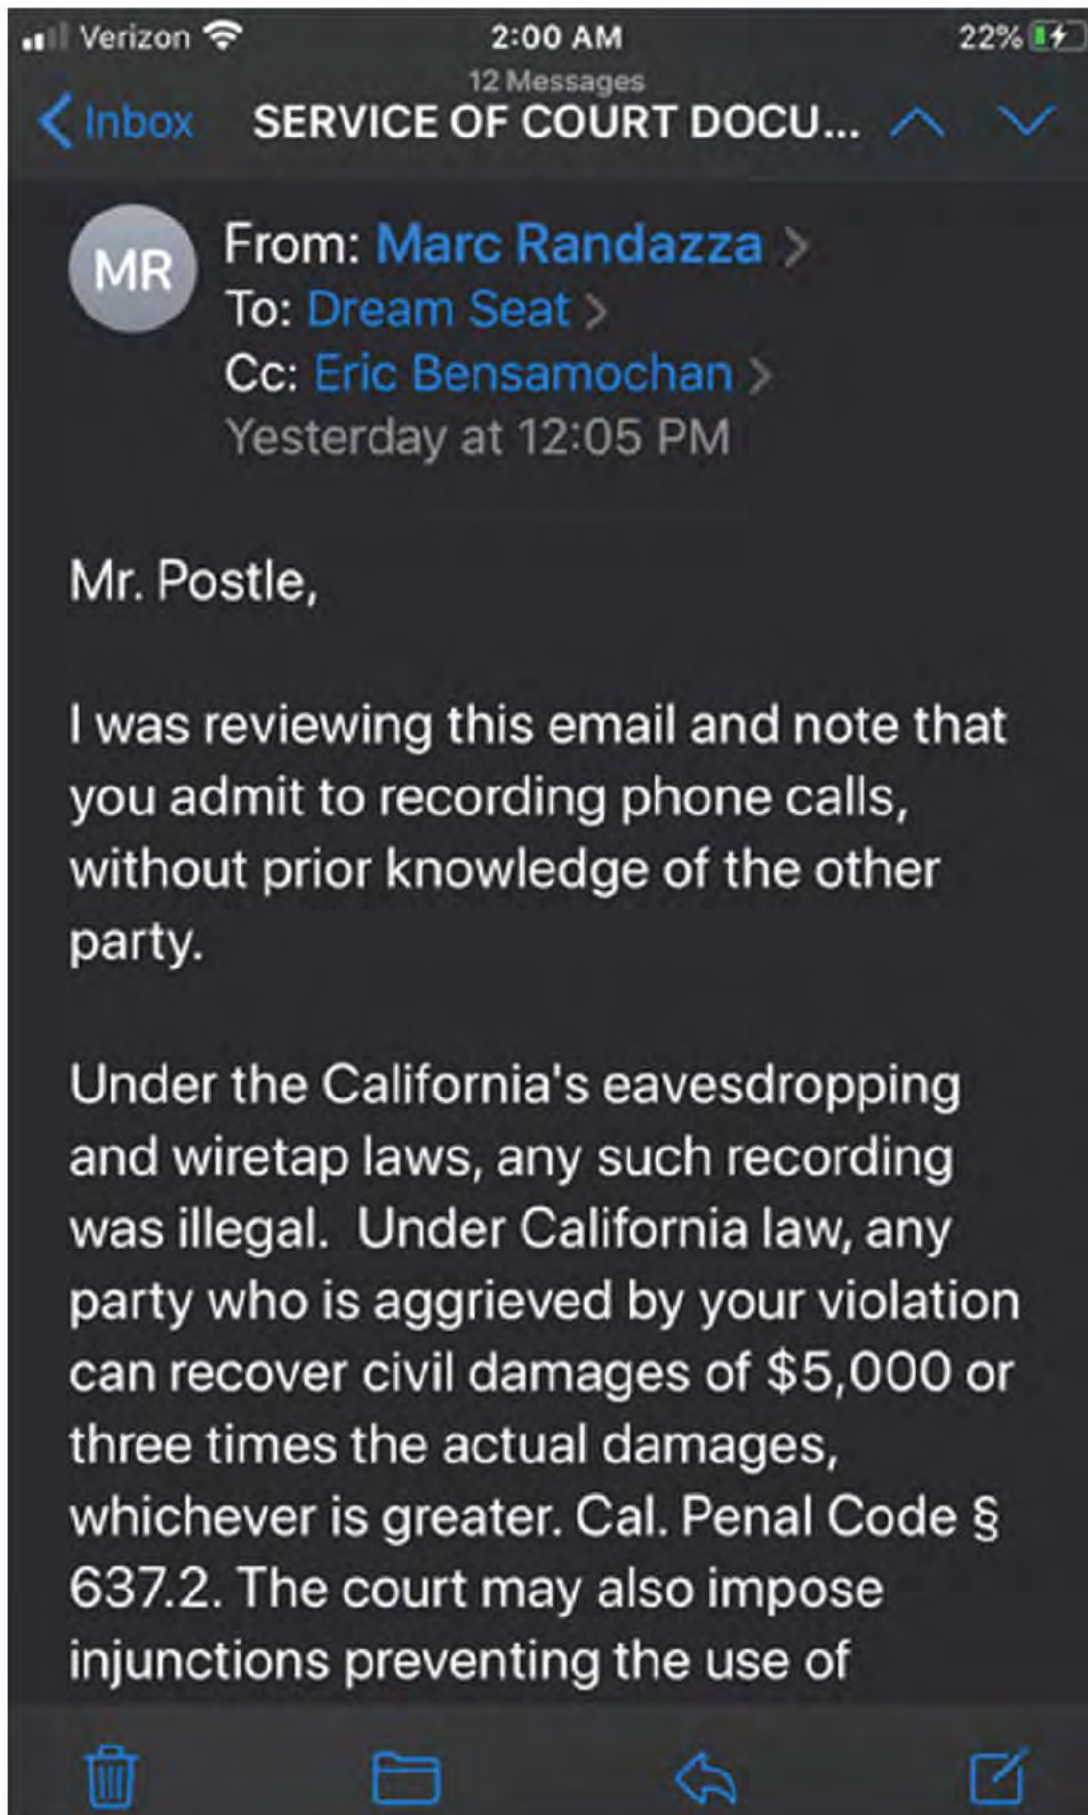 Verizon 2:00 AM 22%
12 Messages
Inbox SERVICE OF COURT DOCU...
MR
From: Marc Randazza
To: Dream Seat
Cc: Eric Bensamochan
Yesterday at 12:05 PM
Mr. Postle,
I was reviewing this email and note that
you admit to recording phone calls,
without prior knowledge of the other
party.
Under the California's eavesdropping
and wiretap laws, any such recording
was illegal.  Under California law, any
party who is aggrieved by your violation
can recover civil damages of $5,000 or
three times the actual damages,
whichever is greater. Cal. Penal Code §
637.2. The court may also impose
injunctions preventing the use of